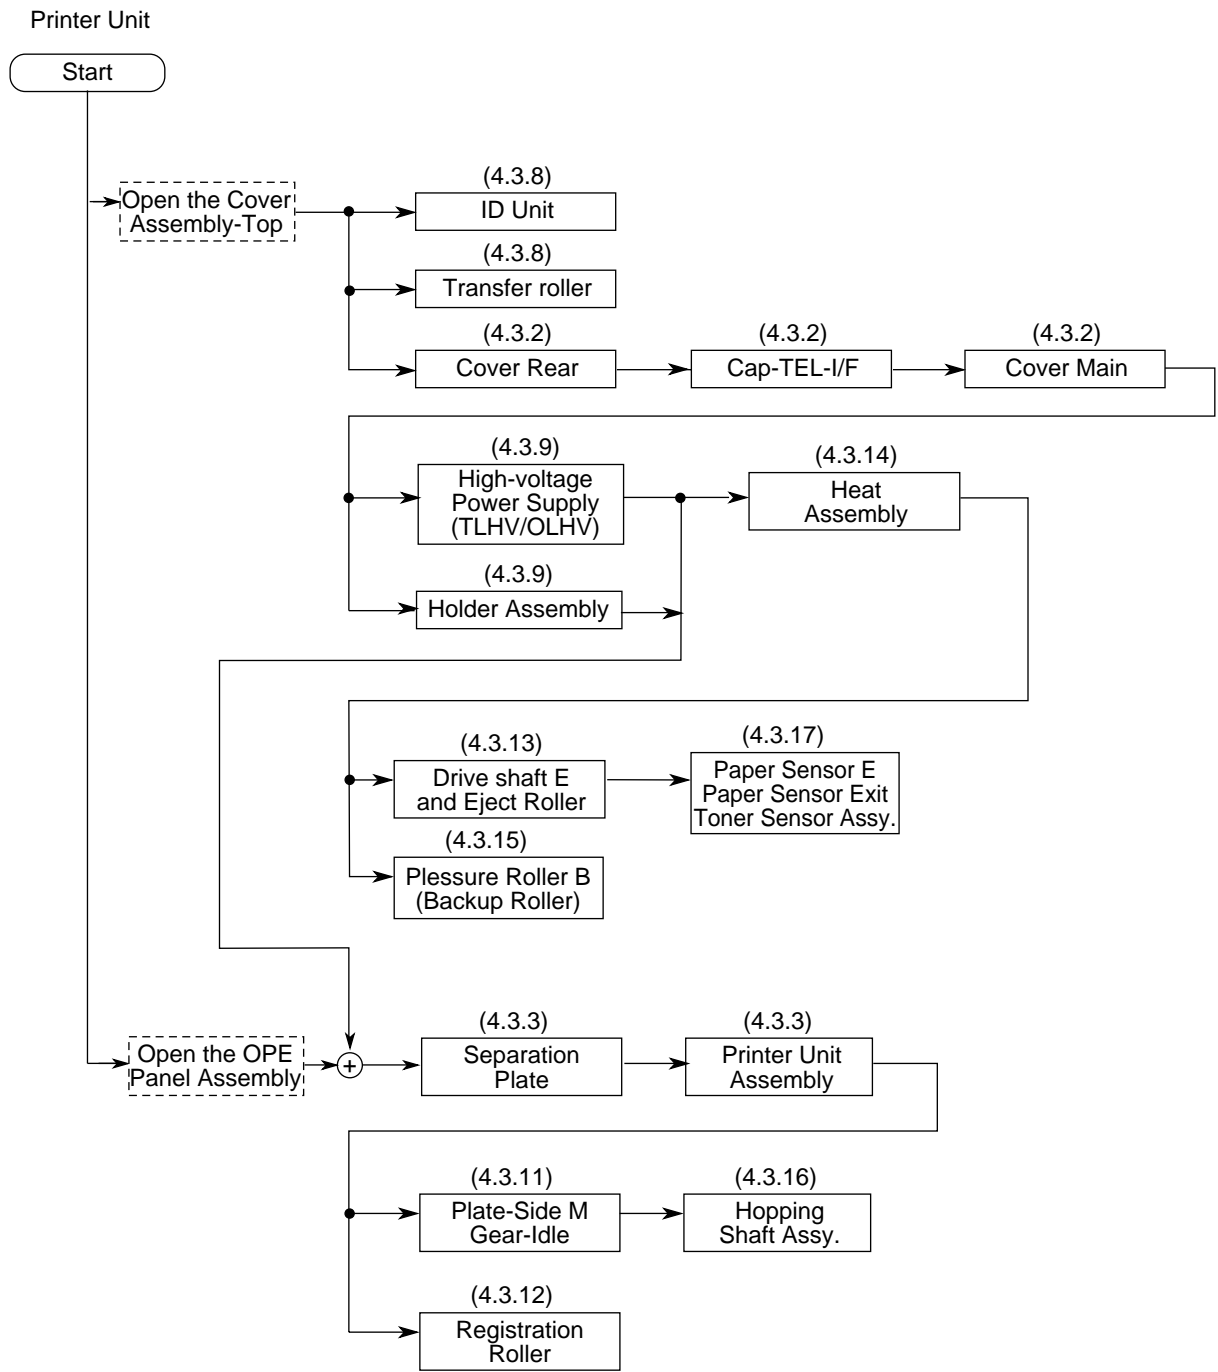 Printer Unit
Start
(4.3.8)
Open the Cover
Assembly-Top
ID Unit
(4.3.8)
Transfer roller
(4.3.2)
(4.3.2)
(4.3.2)
Cover Rear
Cap-TEL-I/F
Cover Main
(4.3.9)
High-voltage
Power Supply
(TLHV/OLHV)
(4.3.14)
Heat
Assembly
(4.3.9)
Holder Assembly
(4.3.13)
Drive shaft E
and Eject Roller
(4.3.17)
Paper Sensor E
Paper Sensor Exit
Toner Sensor Assy.
(4.3.15)
Plessure Roller B
(Backup Roller)
Open the OPE
Panel Assembly
+
(4.3.3)
Separation
Plate
(4.3.3)
Printer Unit
Assembly
(4.3.11)
Plate-Side M
Gear-Idle
(4.3.16)
Hopping
Shaft Assy.
(4.3.12)
Registration
Roller